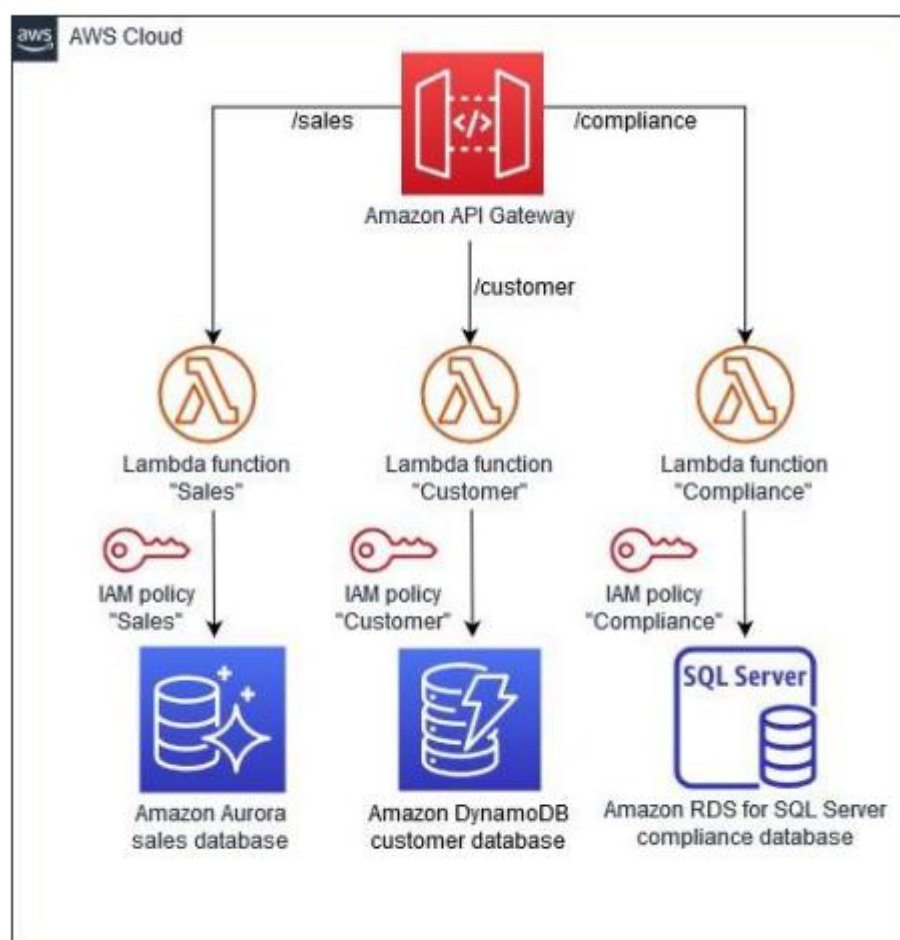 aws
AWS Cloud
/sales
/compliance
</>
Amazon API Gateway
/customer
Lambda function
"Sales"
Lambda function
"Customer"
Lambda function
"Compliance"
IAM policy
"Sales"
IAM policy
"Customer"
IAM policy
"Compliance"
SQL Server
Amazon Aurora
sales database
Amazon DynamoDB
customer database
Amazon RDS for SQL Server
compliance database